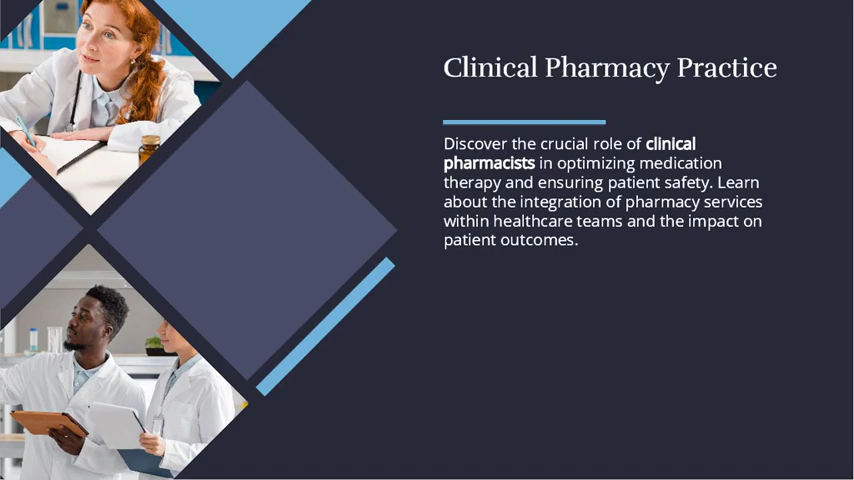 Clinical Pharmacy Practice
Discover the crucial role of clinical
pharmacists in optimizing medication
therapy and ensuring patient safety. Learn
about the integration of pharmacy services
within healthcare teams and the impact on
patient outcomes.